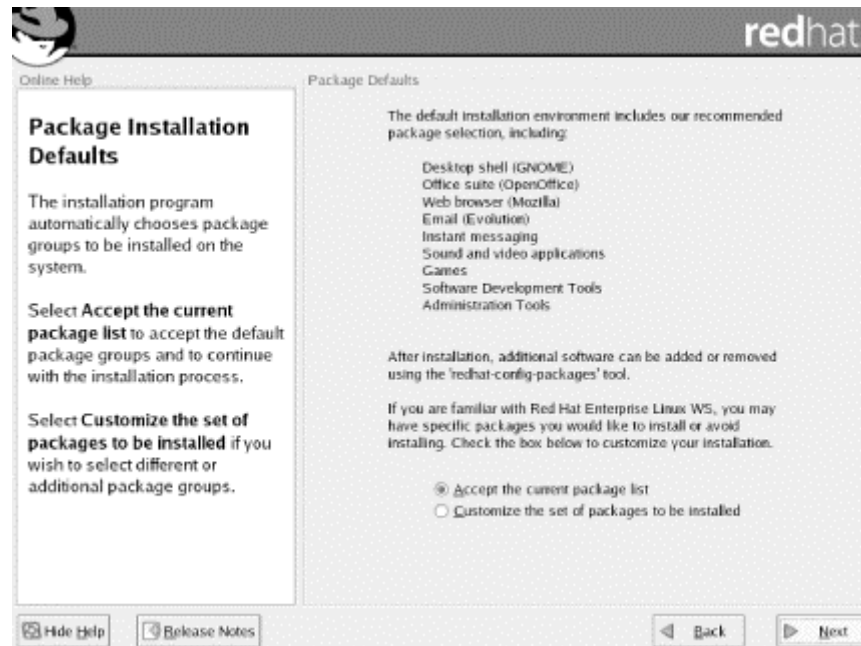 redhat
Online Help
Package Defaults
Package Installation
Defaults
The installation program
automatically chooses package
groups to be installed on the
system.
Select Accept the current
package list to accept the default
package groups and to continue
with the installation process.
Select Customize the set of
packages to be installed if you
wish to select different or
additional package groups.
The default installation environment includes our recommended
package selection, including:
Desktop shell (GNOME)
Office suite (OpenOffice)
Web browser (Mozilla)
Email (Evolution)
Instant messaging
Sound and video applications
Games
Software Development Tools
Administration Tools
After installation, additional software can be added or removed
using the 'redhat-config-packages' tool.
If you are familiar with Red Hat Enterprise Linux WS, you may
have specific packages you would like to install or avoid
installing. Check the box below to customize your installation.
Accept the current package list
Customize the set of packages to be installed
Hide Help
Release Notes
Back
Next